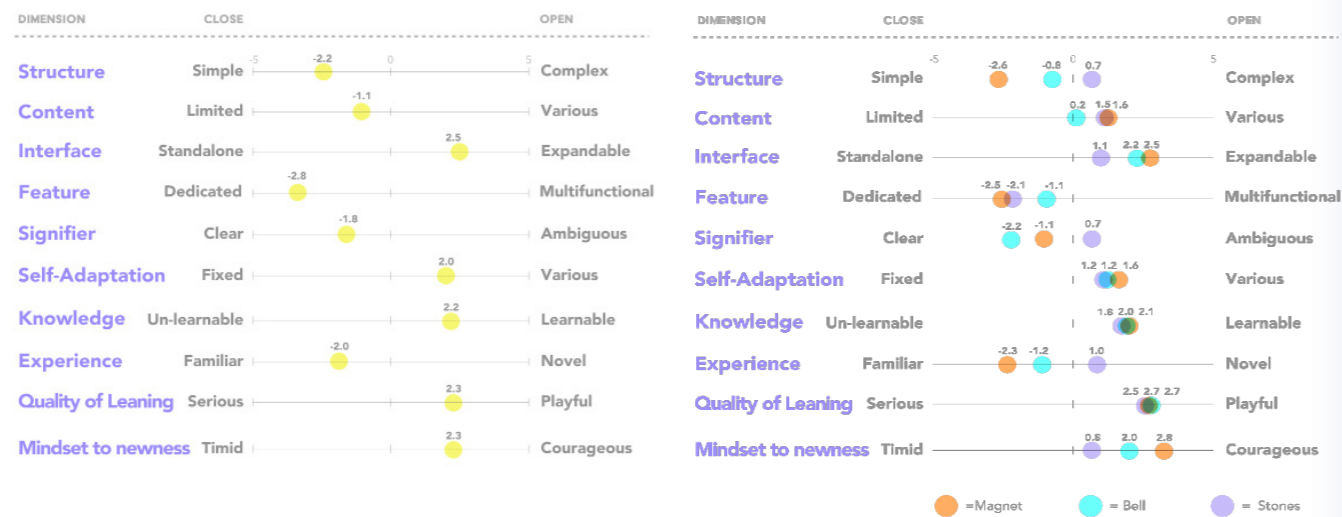 DIMENSION CLOSE OPEN
-5 0 5
Structure Simple -2.2 Complex
Content Limited -1.1 Various
Interface Standalone 2.5 Expandable
Feature Dedicated -2.8 Multifunctional
Signifier Clear -1.8 Ambiguous
Self-Adaptation Fixed 2.0 Various
Knowledge Un-learnable 2.2 Learnable
Experience Familiar -2.0 Novel
Quality of Leaning Serious 2.3 Playful
Mindset to newness Timid 2.3 Courageous
DIMENSION CLOSE OPEN
-5 0 5
Structure Simple -2.6 -0.8 0.7 Complex
Content Limited 0.2 1.5 1.6 Various
Interface Standalone 1.1 2.2 2.5 Expandable
Feature Dedicated -2.5 -2.1 -1.1 Multifunctional
Signifier Clear -2.2 -1.1 0.7 Ambiguous
Self-Adaptation Fixed 1.2 1.2 1.6 Various
Knowledge Un-learnable 1.8 2.0 2.1 Learnable
Experience Familiar -2.3 -1.2 1.0 Novel
Quality of Leaning Serious 2.5 2.7 2.7 Playful
Mindset to newness Timid 2.0 2.8 Courageous
=Magnet = Bell = Stones